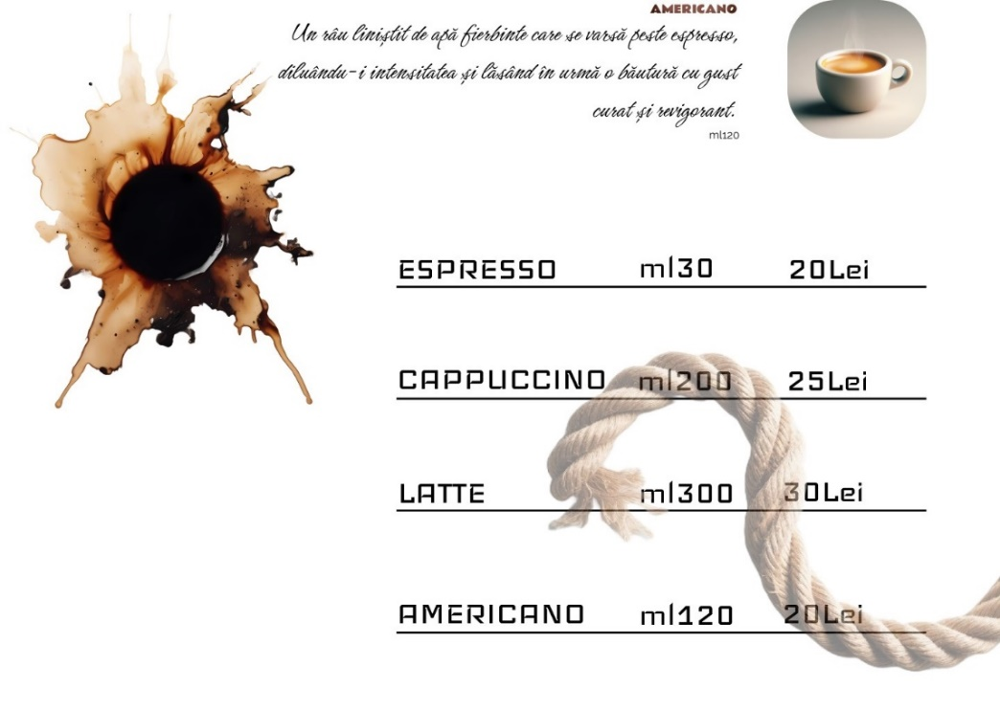 AMERICANO
Un râu liniștit de apă fierbinte care se varsă peste espresso,
diluându-i intensitatea și lăsând în urmă o băutură cu gust
curat și revigorant.
ml120
ESPRESSO ml30 20Lei
CAPPUCCINO ml200 25Lei
LATTE ml300 30Lei
AMERICANO ml120 20Lei